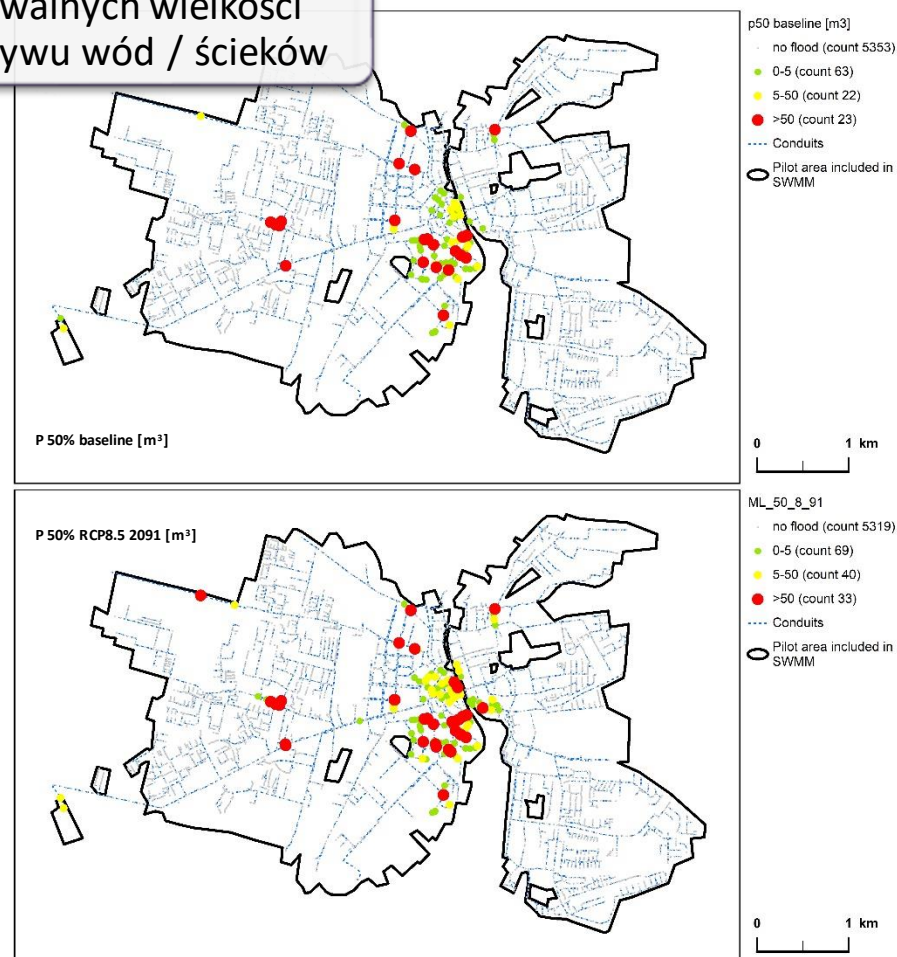 walnych wielkości
ywu wód / ścieków
p50 baseline [m3]
no flood (count 5353)
0-5 (count 63)
5-50 (count 22)
>50 (count 23)
Conduits
Pilot area included in
SWMM
P 50% baseline [m³]
0 1 km
P 50% RCP8.5 2091 [m³]
ML_50_8_91
no flood (count 5319)
0-5 (count 69)
5-50 (count 40)
>50 (count 33)
Conduits
Pilot area included in
SWMM
0 1 km